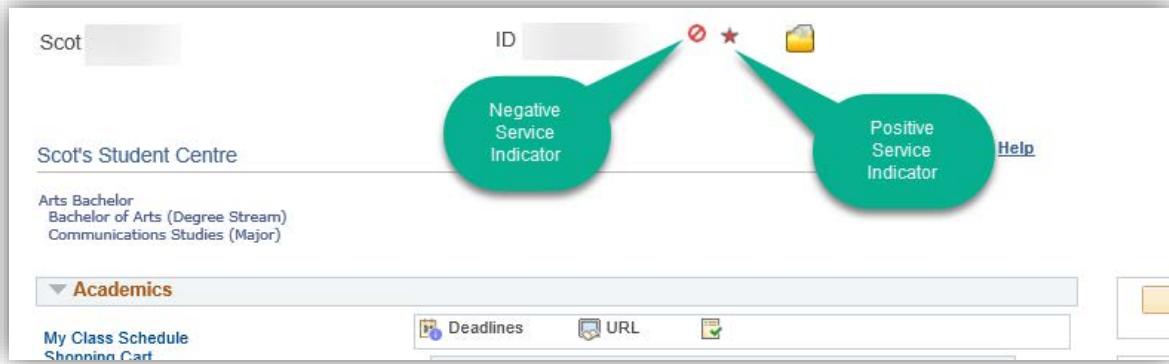 Scot
ID
Negative
Service
Indicator
Positive
Service
Indicator
Scot's Student Centre
Help
Arts Bachelor
Bachelor of Arts (Degree Stream)
Communications Studies (Major)
Academics
My Class Schedule
Deadlines
URL
Shopping Cart